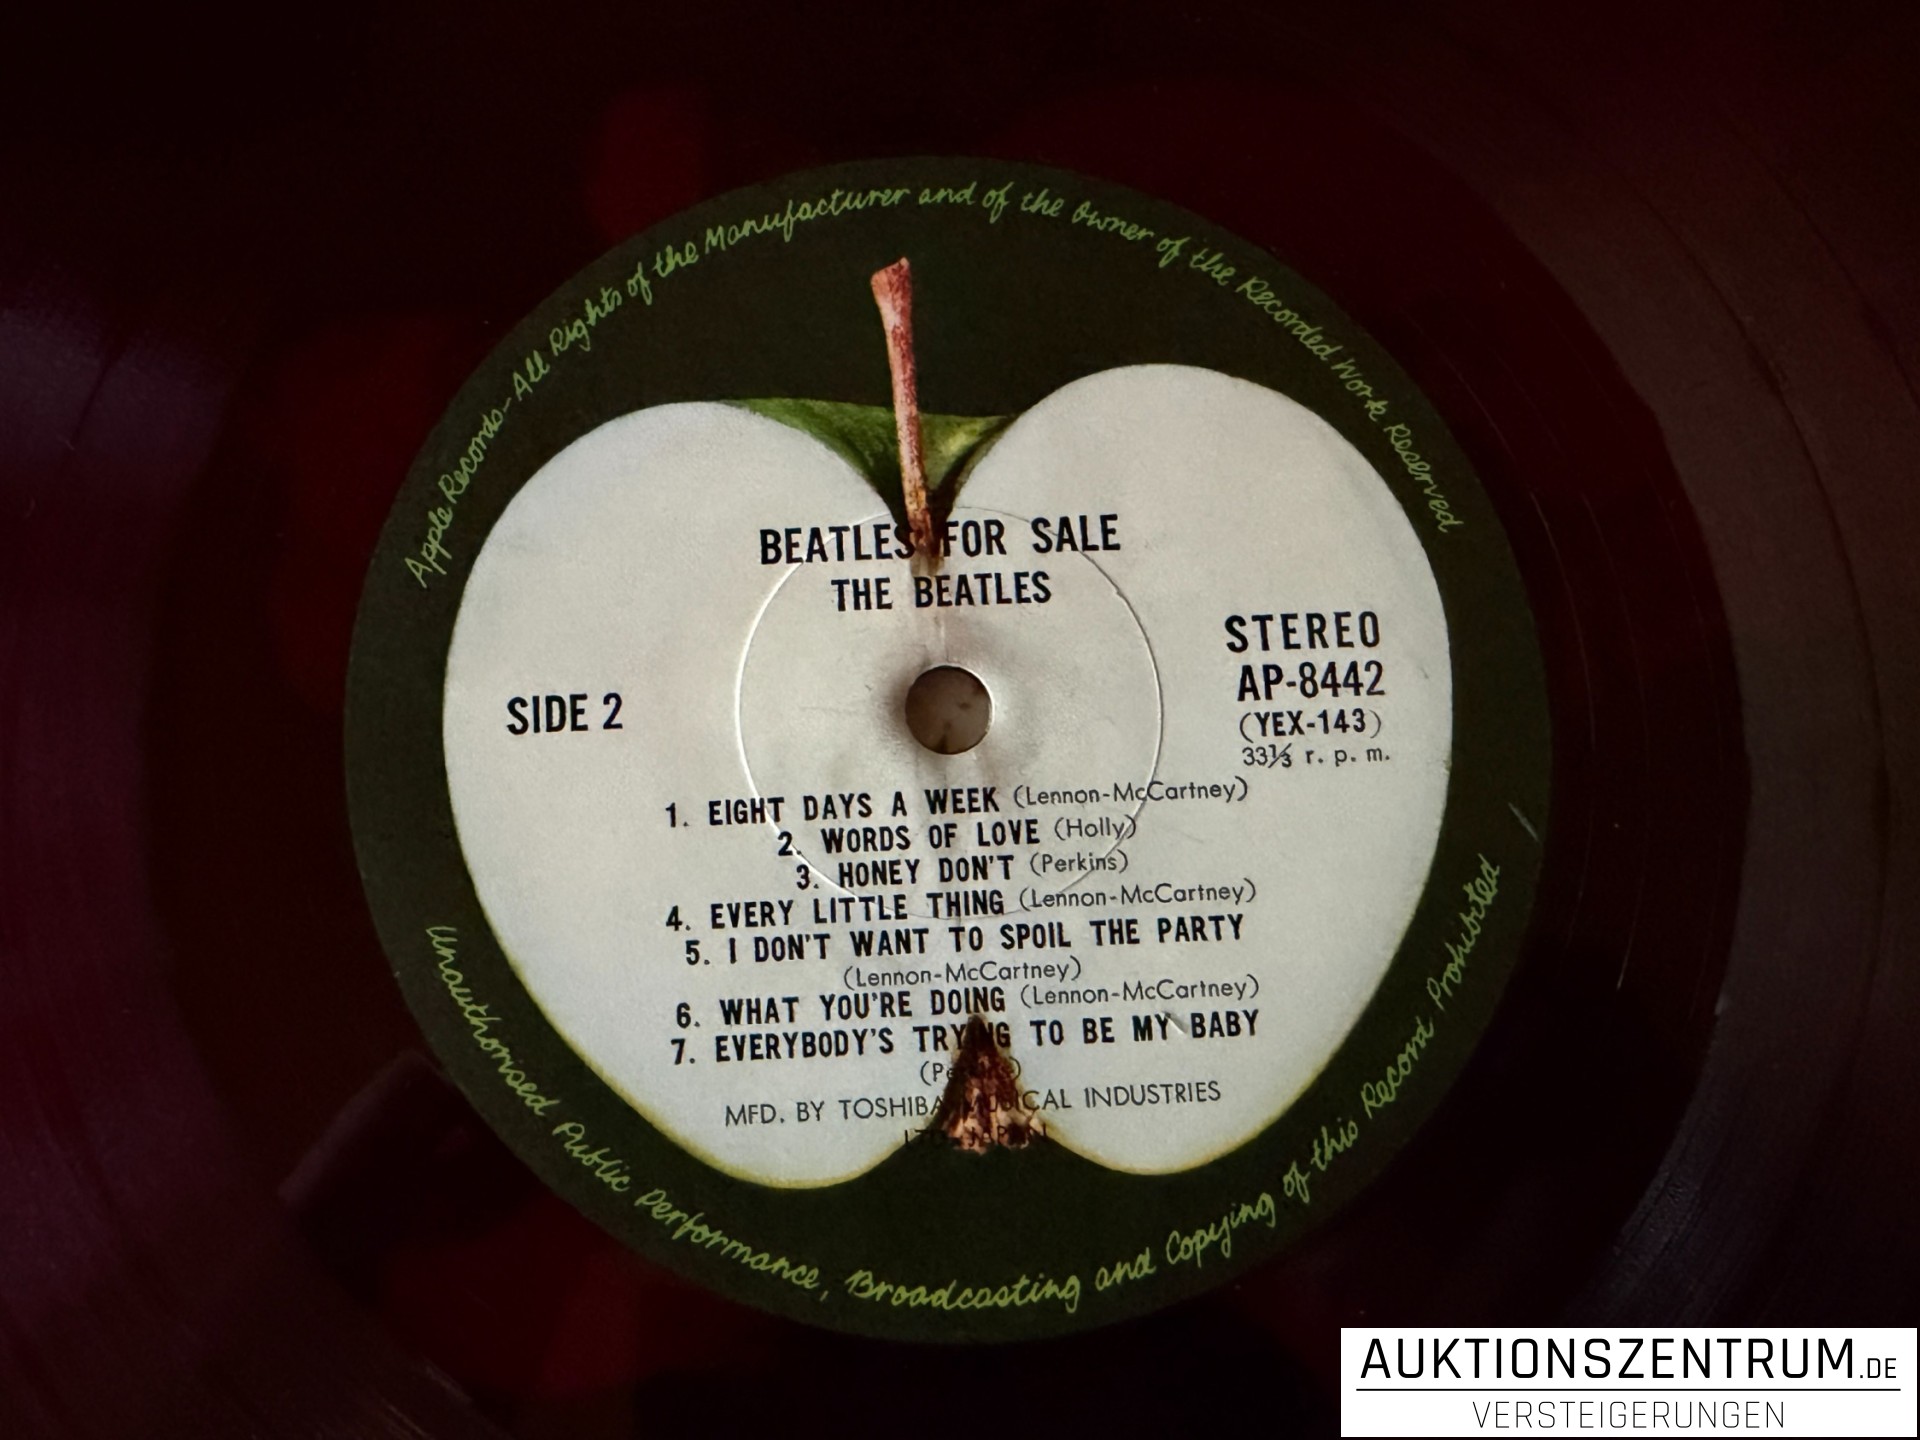 Apple Records-All Rights of the Manufacturer and of the Owner of the Recorded Work Reserved
BEATLES FOR SALE
THE BEATLES
STEREO
AP-8442
(YEX-143)
33⅓ r. p. m.
SIDE 2
1. EIGHT DAYS A WEEK (Lennon-McCartney)
2. WORDS OF LOVE (Holly)
3. HONEY DON'T (Perkins)
4. EVERY LITTLE THING (Lennon-McCartney)
5. I DON'T WANT TO SPOIL THE PARTY
(Lennon-McCartney)
6. WHAT YOU'RE DOING (Lennon-McCartney)
7. EVERYBODY'S TRYING TO BE MY BABY
(Perkins)
MFD. BY TOSHIBA MUSICAL INDUSTRIES
LTD. JAPAN
Unauthorised Public Performance, Broadcasting and Copying of this Record Prohibited
AUKTIONSZENTRUM.DE
VERSTEIGERUNGEN